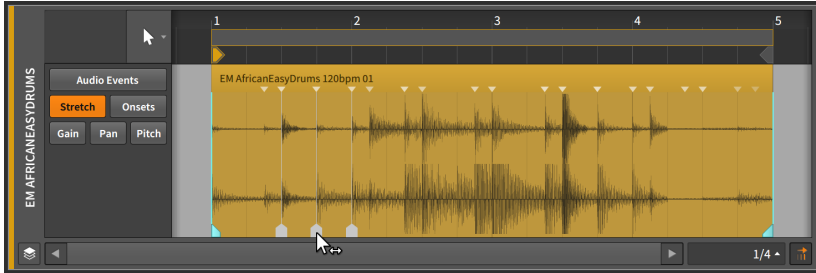 1 2 3 4 5
EM AFRICANEASYDRUMS
Audio Events
EM AfricanEasyDrums 120bpm 01
Stretch Onsets
Gain Pan Pitch
1/4